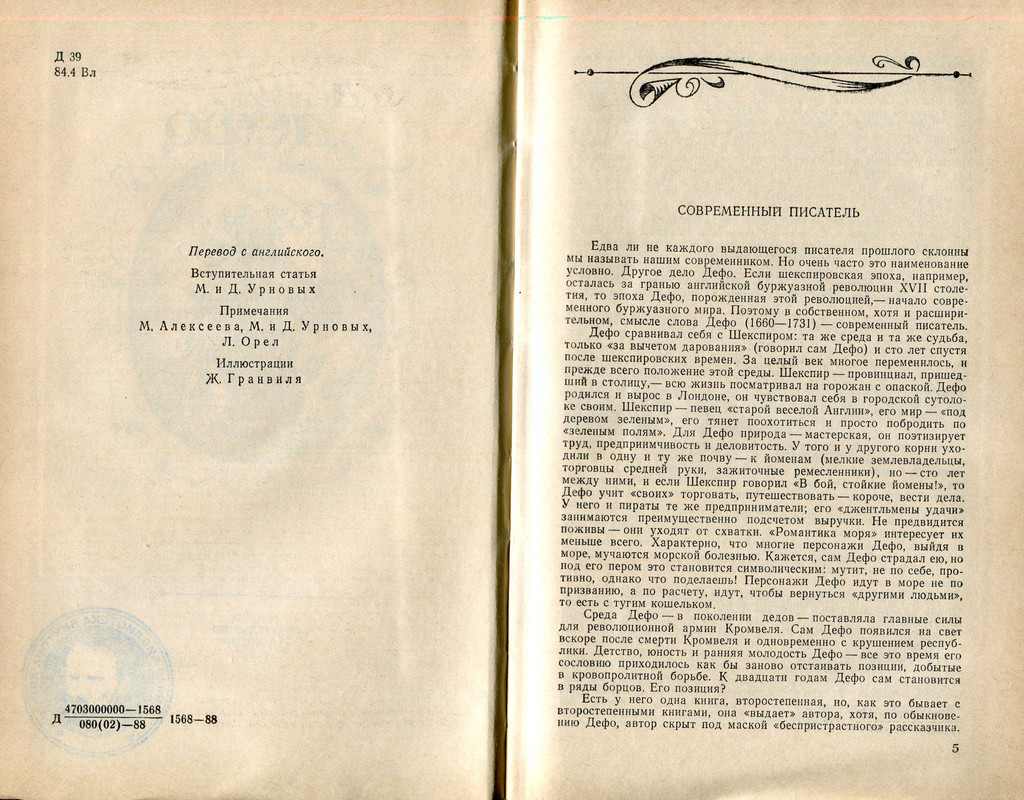 Д 39
84.4 Вл
Перевод с английского.
Вступительная статья
М. и Д. Урновых
Примечания
М. Алексеева, М. и Д. Урновых,
Л. Орел
Иллюстрации
Ж. Гранвиля
Д 4703000000—1568
080(02)—88 1568—88
СОВРЕМЕННЫЙ ПИСАТЕЛЬ
Едва ли не каждого выдающегося писателя прошлого склонны
мы называть нашим современником. Но очень часто это наименование
условно. Другое дело Дефо. Если шекспировская эпоха, например,
осталась за гранью английской буржуазной революции XVII столе-
тия, то эпоха Дефо, порожденная этой революцией,— начало совре-
менного буржуазного мира. Поэтому в собственном, хотя и расшири-
тельном, смысле слова Дефо (1660—1731) — современный писатель.
Дефо сравнивал себя с Шекспиром: та же среда и та же судьба,
только «за вычетом дарования» (говорил сам Дефо) и сто лет спустя
после шекспировских времен. За целый век многое переменилось, и
прежде всего положение этой среды. Шекспир — провинциал, пришед-
ший в столицу,— всю жизнь посматривал на горожан с опаской. Дефо
родился и вырос в Лондоне, он чувствовал себя в городской сутоло-
ке своим. Шекспир — певец «старой веселой Англии», его мир — «под
деревом зеленым», его тянет поохотиться и просто побродить по
«зеленым полям». Для Дефо природа — мастерская, он поэтизирует
труд, предприимчивость и деловитость. У того и у другого корни ухо-
дили в одну и ту же почву — к йоменам (мелкие землевладельцы,
торговцы средней руки, зажиточные ремесленники), но — сто лет
между ними, и если Шекспир говорил «В бой, стойкие йомены!», то
Дефо учит «своих» торговать, путешествовать — короче, вести дела.
У него и пираты те же предприниматели; его «джентльмены удачи»
занимаются преимущественно подсчетом выручки. Не предвидится
поживы — они уходят от схватки. «Романтика моря» интересует их
меньше всего. Характерно, что многие персонажи Дефо, выйдя в
море, мучаются морской болезнью. Кажется, сам Дефо страдал ею, но
под его пером это становится символическим: мутит, не по себе, про-
тивно, однако что поделаешь! Персонажи Дефо идут в море не по
призванию, а по расчету, идут, чтобы вернуться «другими людьми»,
то есть с тугим кошельком.
Среда Дефо — в поколении дедов — поставляла главные силы
для революционной армии Кромвеля. Сам Дефо появился на свет
вскоре после смерти Кромвеля и одновременно с крушением респуб-
лики. Детство, юность и ранняя молодость Дефо — все это время его
сословию приходилось как бы заново отстаивать позиции, добытые
в кровопролитной борьбе. К двадцати годам Дефо сам становится
в ряды борцов. Его позиция?
Есть у него одна книга, второстепенная, но, как это бывает с
второстепенными книгами, она «выдает» автора, хотя, по обыкнове-
нию Дефо, автор скрыт под маской «беспристрастного» рассказчика.
5